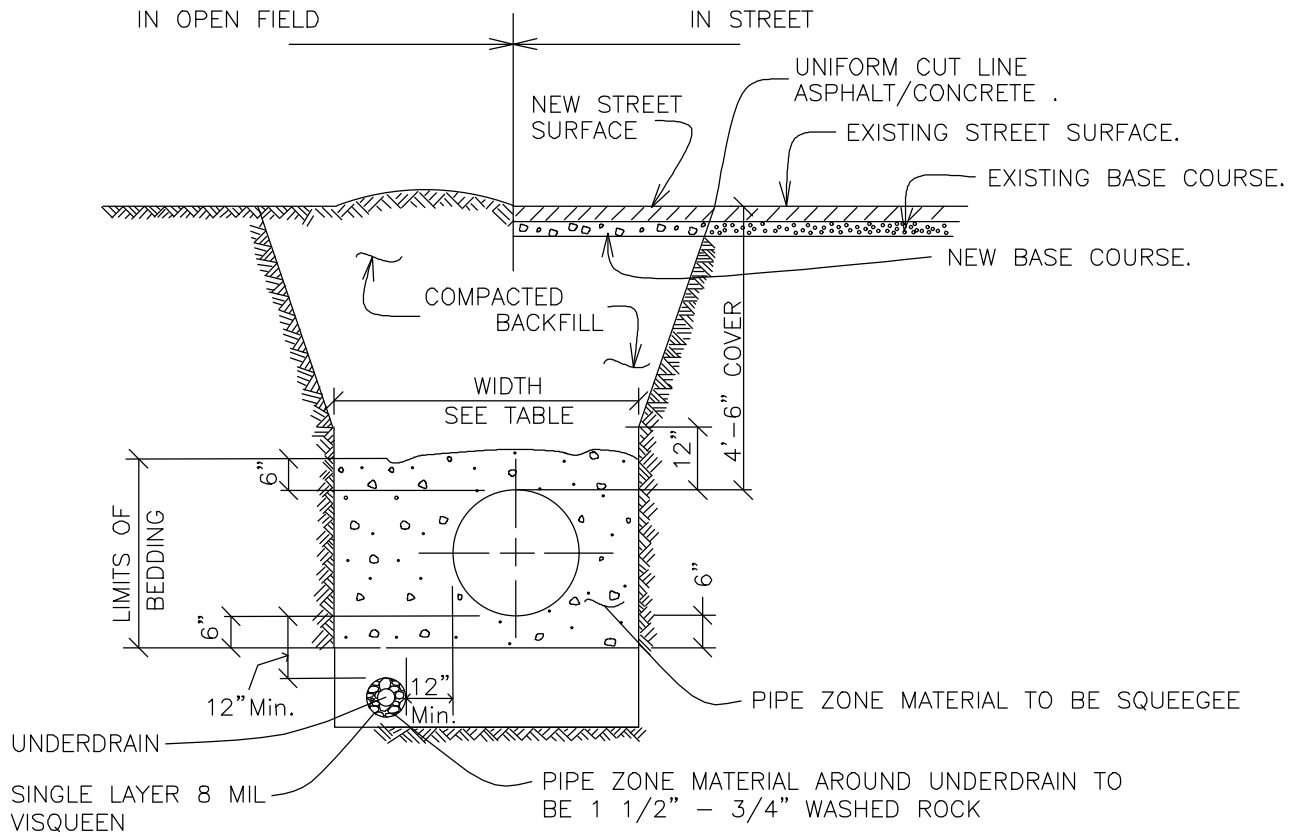 IN OPEN FIELD
IN STREET
UNIFORM CUT LINE
ASPHALT/CONCRETE .
NEW STREET
SURFACE
EXISTING STREET SURFACE.
EXISTING BASE COURSE.
NEW BASE COURSE.
COMPACTED
BACKFILL
4'-6" COVER
WIDTH
SEE TABLE
12"
6"
LIMITS OF
BEDDING
6"
6"
12"Min.
12"
Min.
PIPE ZONE MATERIAL TO BE SQUEEGEE
UNDERDRAIN
SINGLE LAYER 8 MIL
VISQUEEN
PIPE ZONE MATERIAL AROUND UNDERDRAIN TO
BE 1 1/2" - 3/4" WASHED ROCK